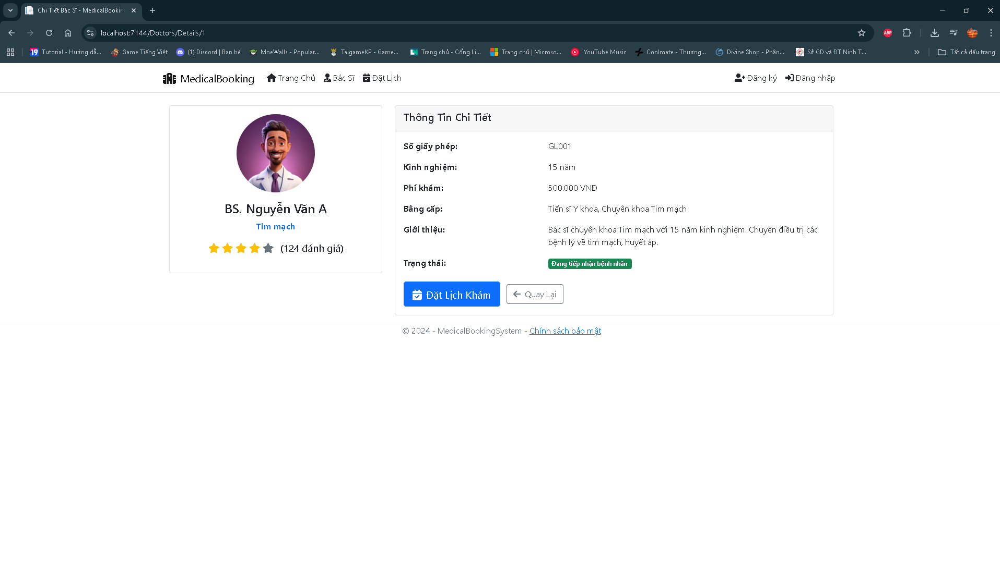 Chi Tiết Bác Sĩ - MedicalBookin
localhost:7144/Doctors/Details/1
ABP
19 Tutorial - Hướng dẫ... Game Tiếng Việt (1) Discord | Bạn bè MoeWalls - Popular... TaigameKP - Game... Trang chủ - Cổng Li... Trang chủ | Microso... YouTube Music Coolmate - Thương... Divine Shop - Phần... Sở GD và ĐT Ninh T... Tất cả dấu trang
MedicalBooking Trang Chủ Bác Sĩ Đặt Lịch Đăng ký Đăng nhập
BS. Nguyễn Văn A
Tim mạch
(124 đánh giá)
Thông Tin Chi Tiết
Số giấy phép: GL001
Kinh nghiệm: 15 năm
Phí khám: 500.000 VNĐ
Bằng cấp: Tiến sĩ Y khoa, Chuyên khoa Tim mạch
Giới thiệu: Bác sĩ chuyên khoa Tim mạch với 15 năm kinh nghiệm. Chuyên điều trị các
bệnh lý về tim mạch, huyết áp.
Trạng thái: Đang tiếp nhận bệnh nhân
Đặt Lịch Khám Quay Lại
© 2024 - MedicalBookingSystem - Chính sách bảo mật